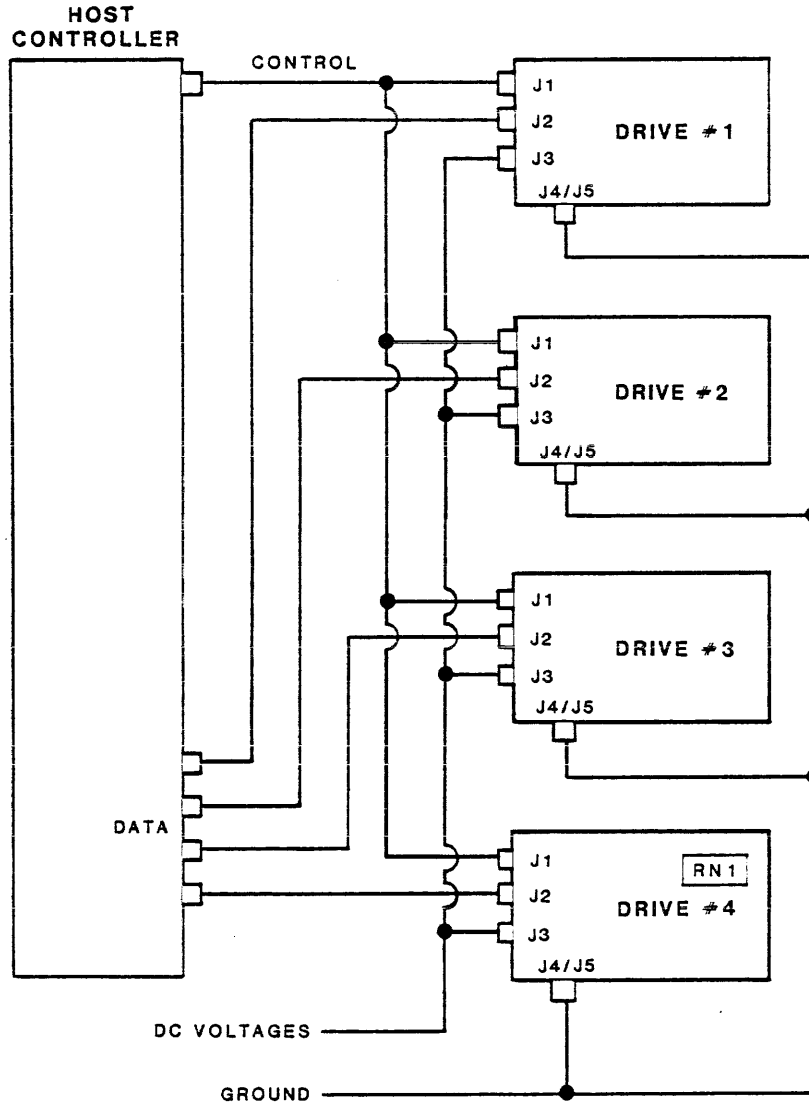 HOST
CONTROLLER
CONTROL
J1
J2
DRIVE #1
J3
J4/J5
J1
J2
DRIVE #2
J3
J4/J5
J1
J2
DRIVE #3
J3
J4/J5
DATA
J1
RN1
J2
DRIVE #4
J3
J4/J5
DC VOLTAGES
GROUND